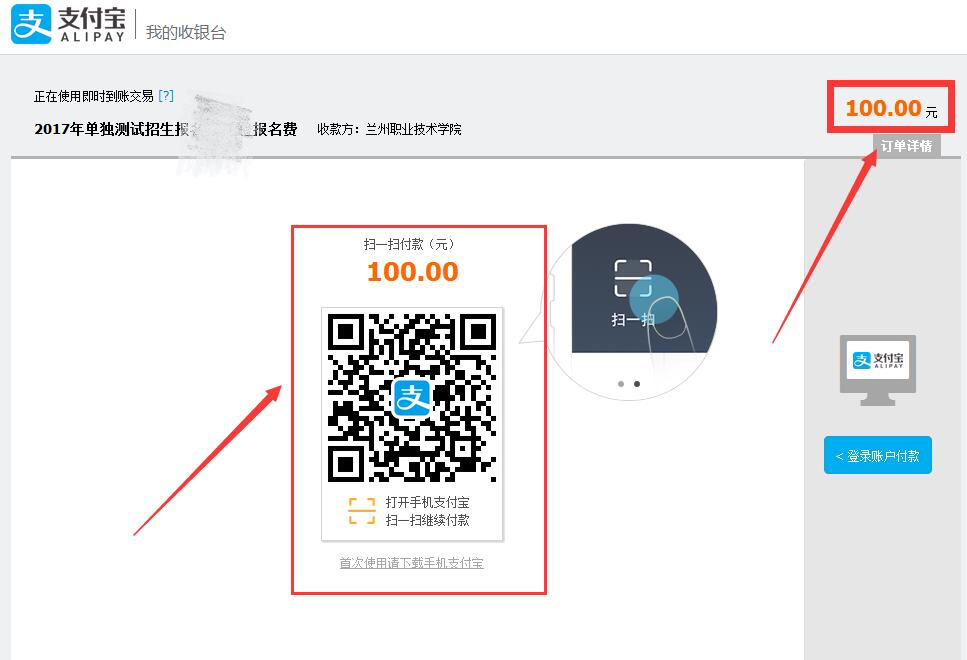 支付宝
ALIPAY
我的收银台
正在使用即时到账交易 [?]
2017年单独测试招生报 报名费 收款方：兰州职业技术学院
100.00 元
订单详情
扫一扫付款（元）
100.00
支
打开手机支付宝
扫一扫继续付款
首次使用请下载手机支付宝
扫一扫
支付宝
ALIPAY
< 登录账户付款